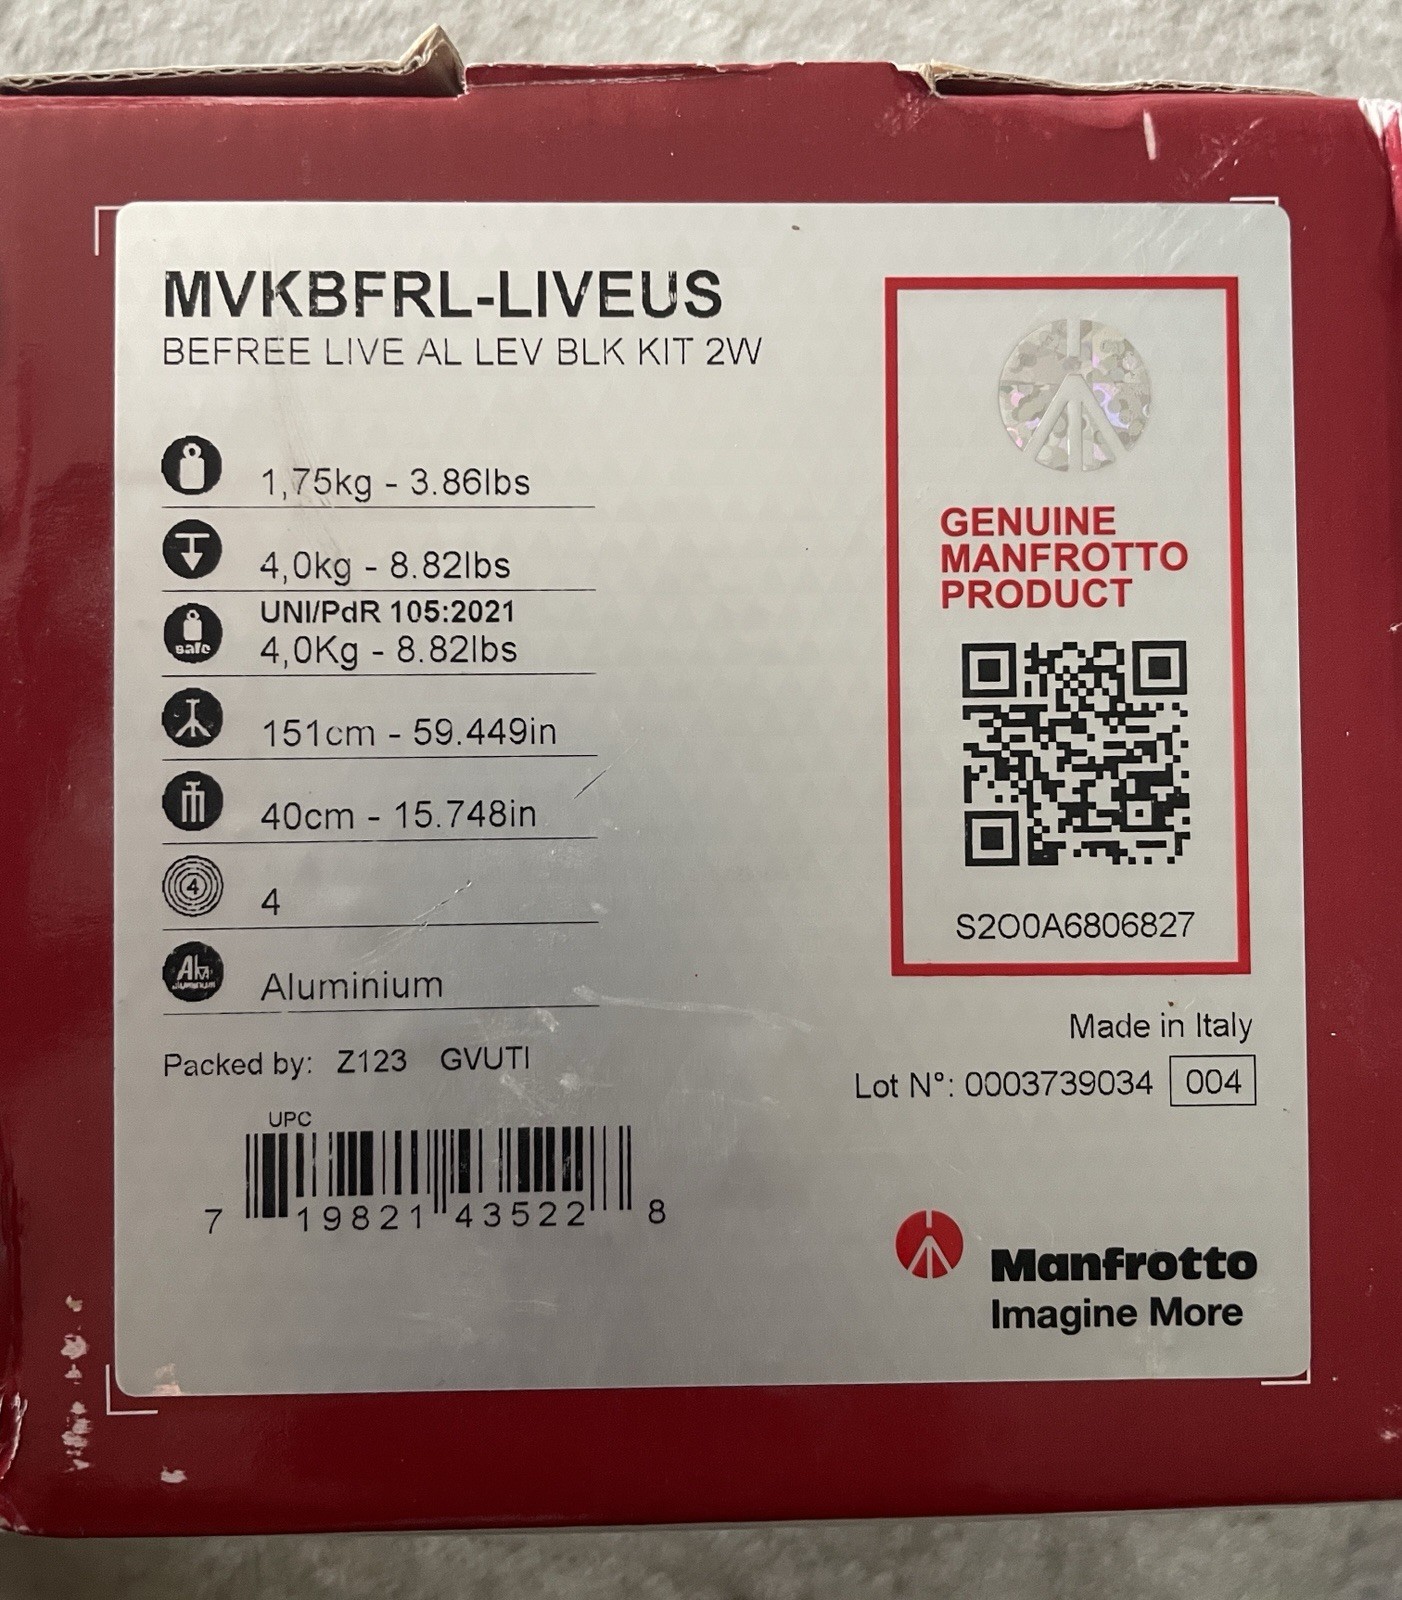 MVKBFRL-LIVEUS
BEFREE LIVE AL LEV BLK KIT 2W
1,75kg - 3.86lbs
4,0kg - 8.82lbs
UNI/PdR 105:2021
safe
4,0Kg - 8.82lbs
151cm - 59.449in
40cm - 15.748in
4
4
Aluminium
Packed by: Z123 GVUTI
UPC
7 19821 43522 8
GENUINE
MANFROTTO
PRODUCT
S2O0A6806827
Made in Italy
Lot N°: 0003739034 004
Manfrotto
Imagine More